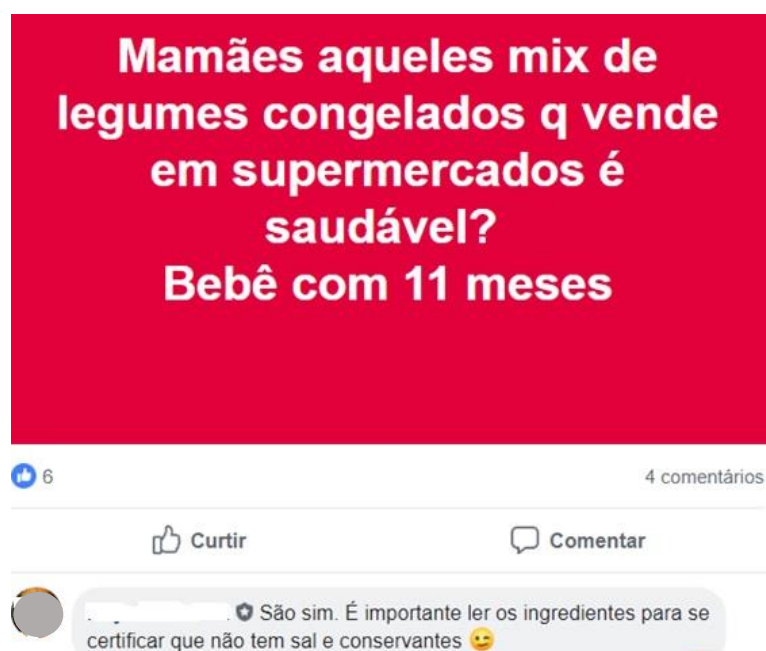 Mamães aqueles mix de
legumes congelados q vende
em supermercados é
saudável?
Bebê com 11 meses
6
4 comentários
Curtir
Comentar
São sim. É importante ler os ingredientes para se
certificar que não tem sal e conservantes 😉